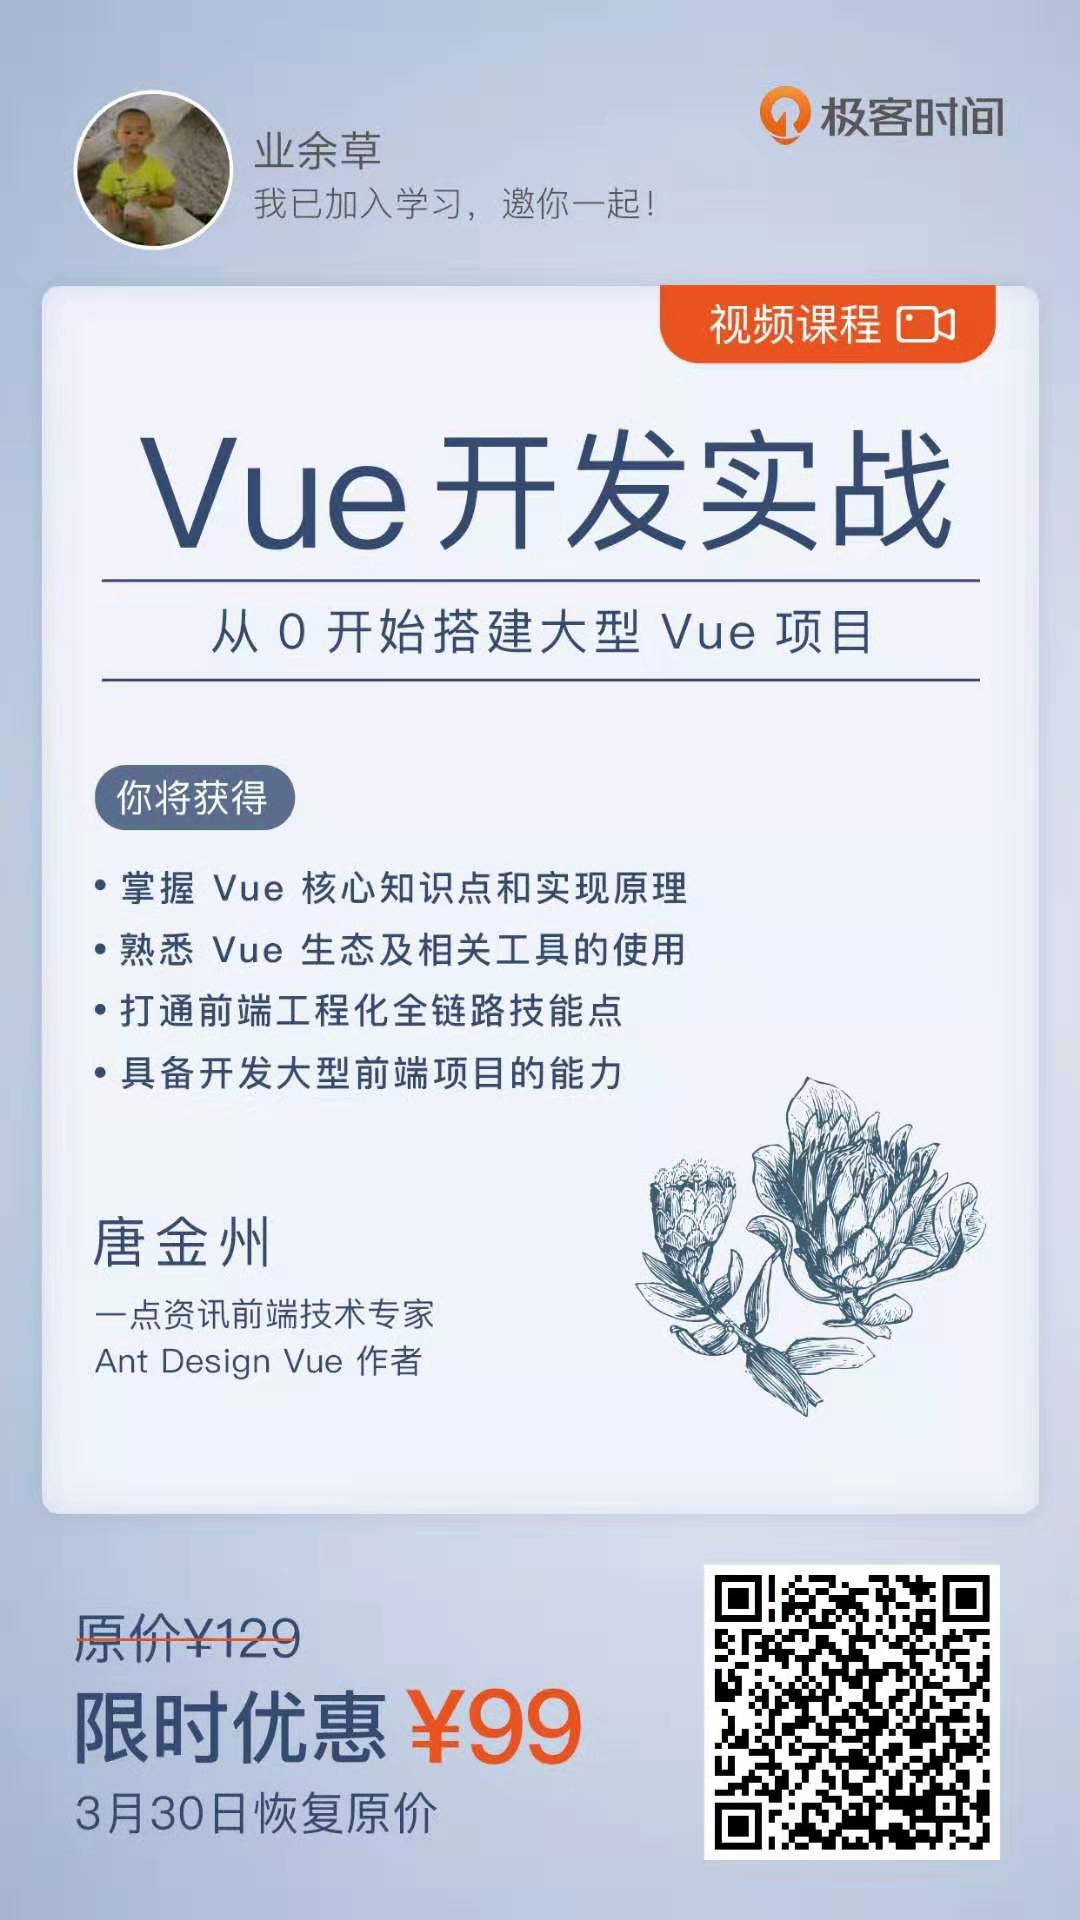 业余草
我已加入学习，邀你一起！
极客时间
视频课程
Vue 开发实战
从 0 开始搭建大型 Vue 项目
你将获得
• 掌握 Vue 核心知识点和实现原理
• 熟悉 Vue 生态及相关工具的使用
• 打通前端工程化全链路技能点
• 具备开发大型前端项目的能力
唐金州
一点资讯前端技术专家
Ant Design Vue 作者
原价¥129
限时优惠 ¥99
3月30日恢复原价